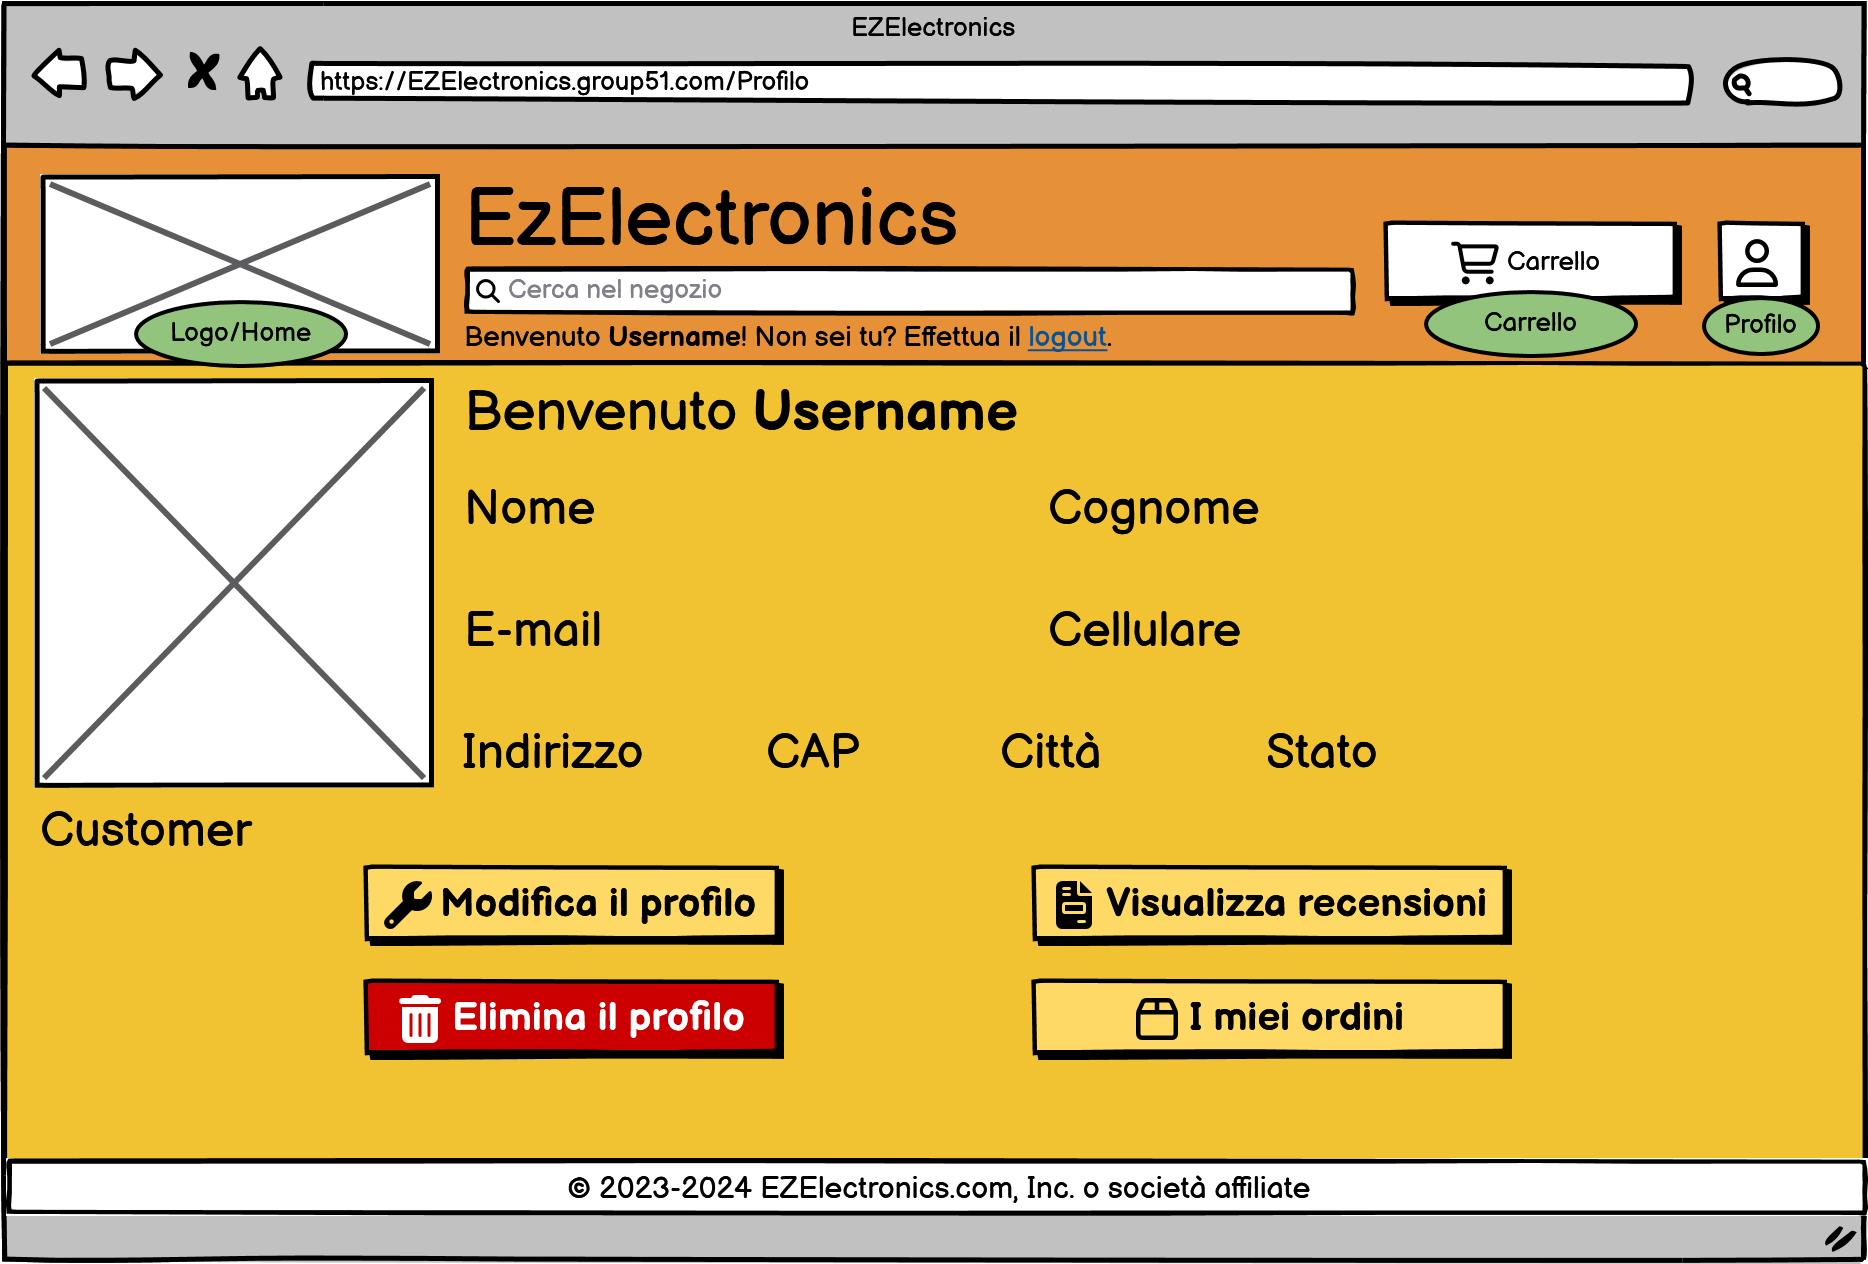 EZElectronics
https://EZElectronics.group51.com/Profilo
EzElectronics
Cerca nel negozio
Benvenuto Username! Non sei tu? Effettua il logout.
Logo/Home
Carrello
Carrello
Profilo
Benvenuto Username
Nome
Cognome
E-mail
Cellulare
Indirizzo
CAP
Città
Stato
Customer
Modifica il profilo
Visualizza recensioni
Elimina il profilo
I miei ordini
© 2023-2024 EZElectronics.com, Inc. o società affiliate